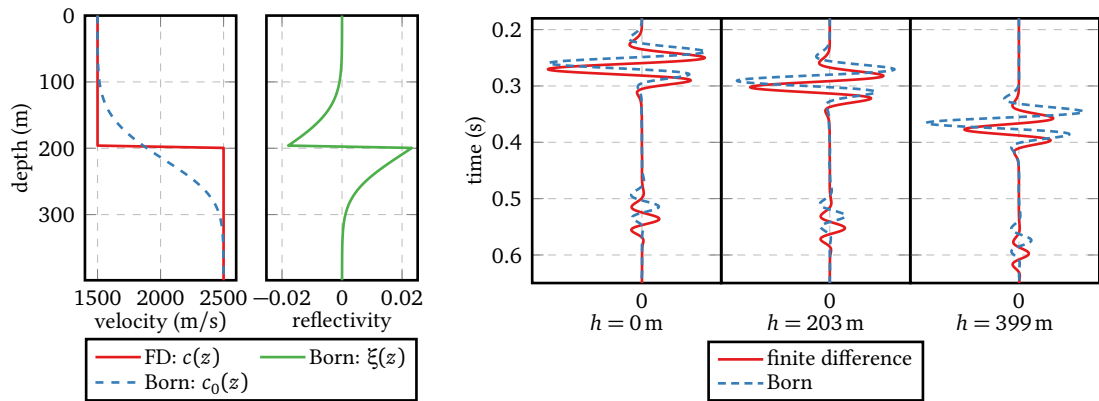 0
100
200
300
depth (m)
1500
2000
2500
velocity (m/s)
−0.02
0
0.02
reflectivity
FD: c(z)
Born: ξ(z)
Born: c₀(z)
0.2
0.3
0.4
0.5
0.6
time (s)
0
0
0
h = 0 m
h = 203 m
h = 399 m
finite difference
Born